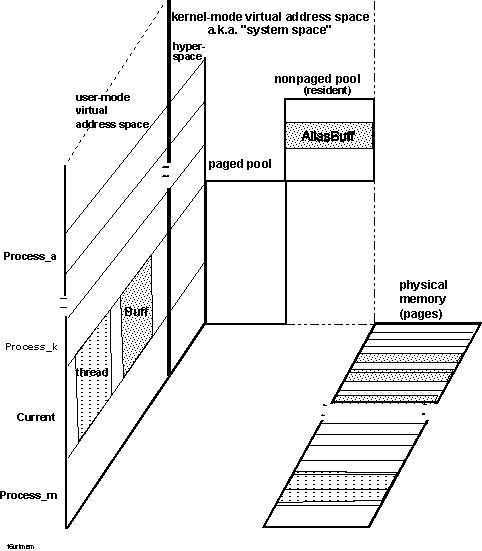 kernel-mode virtual address space
a.k.a. "system space"
hyper-
space
user-mode
virtual
address space
nonpaged pool
(resident)
AliasBuff
paged pool
Process_a
physical
memory
(pages)
Buff
Process_k
thread
Current
Process_m